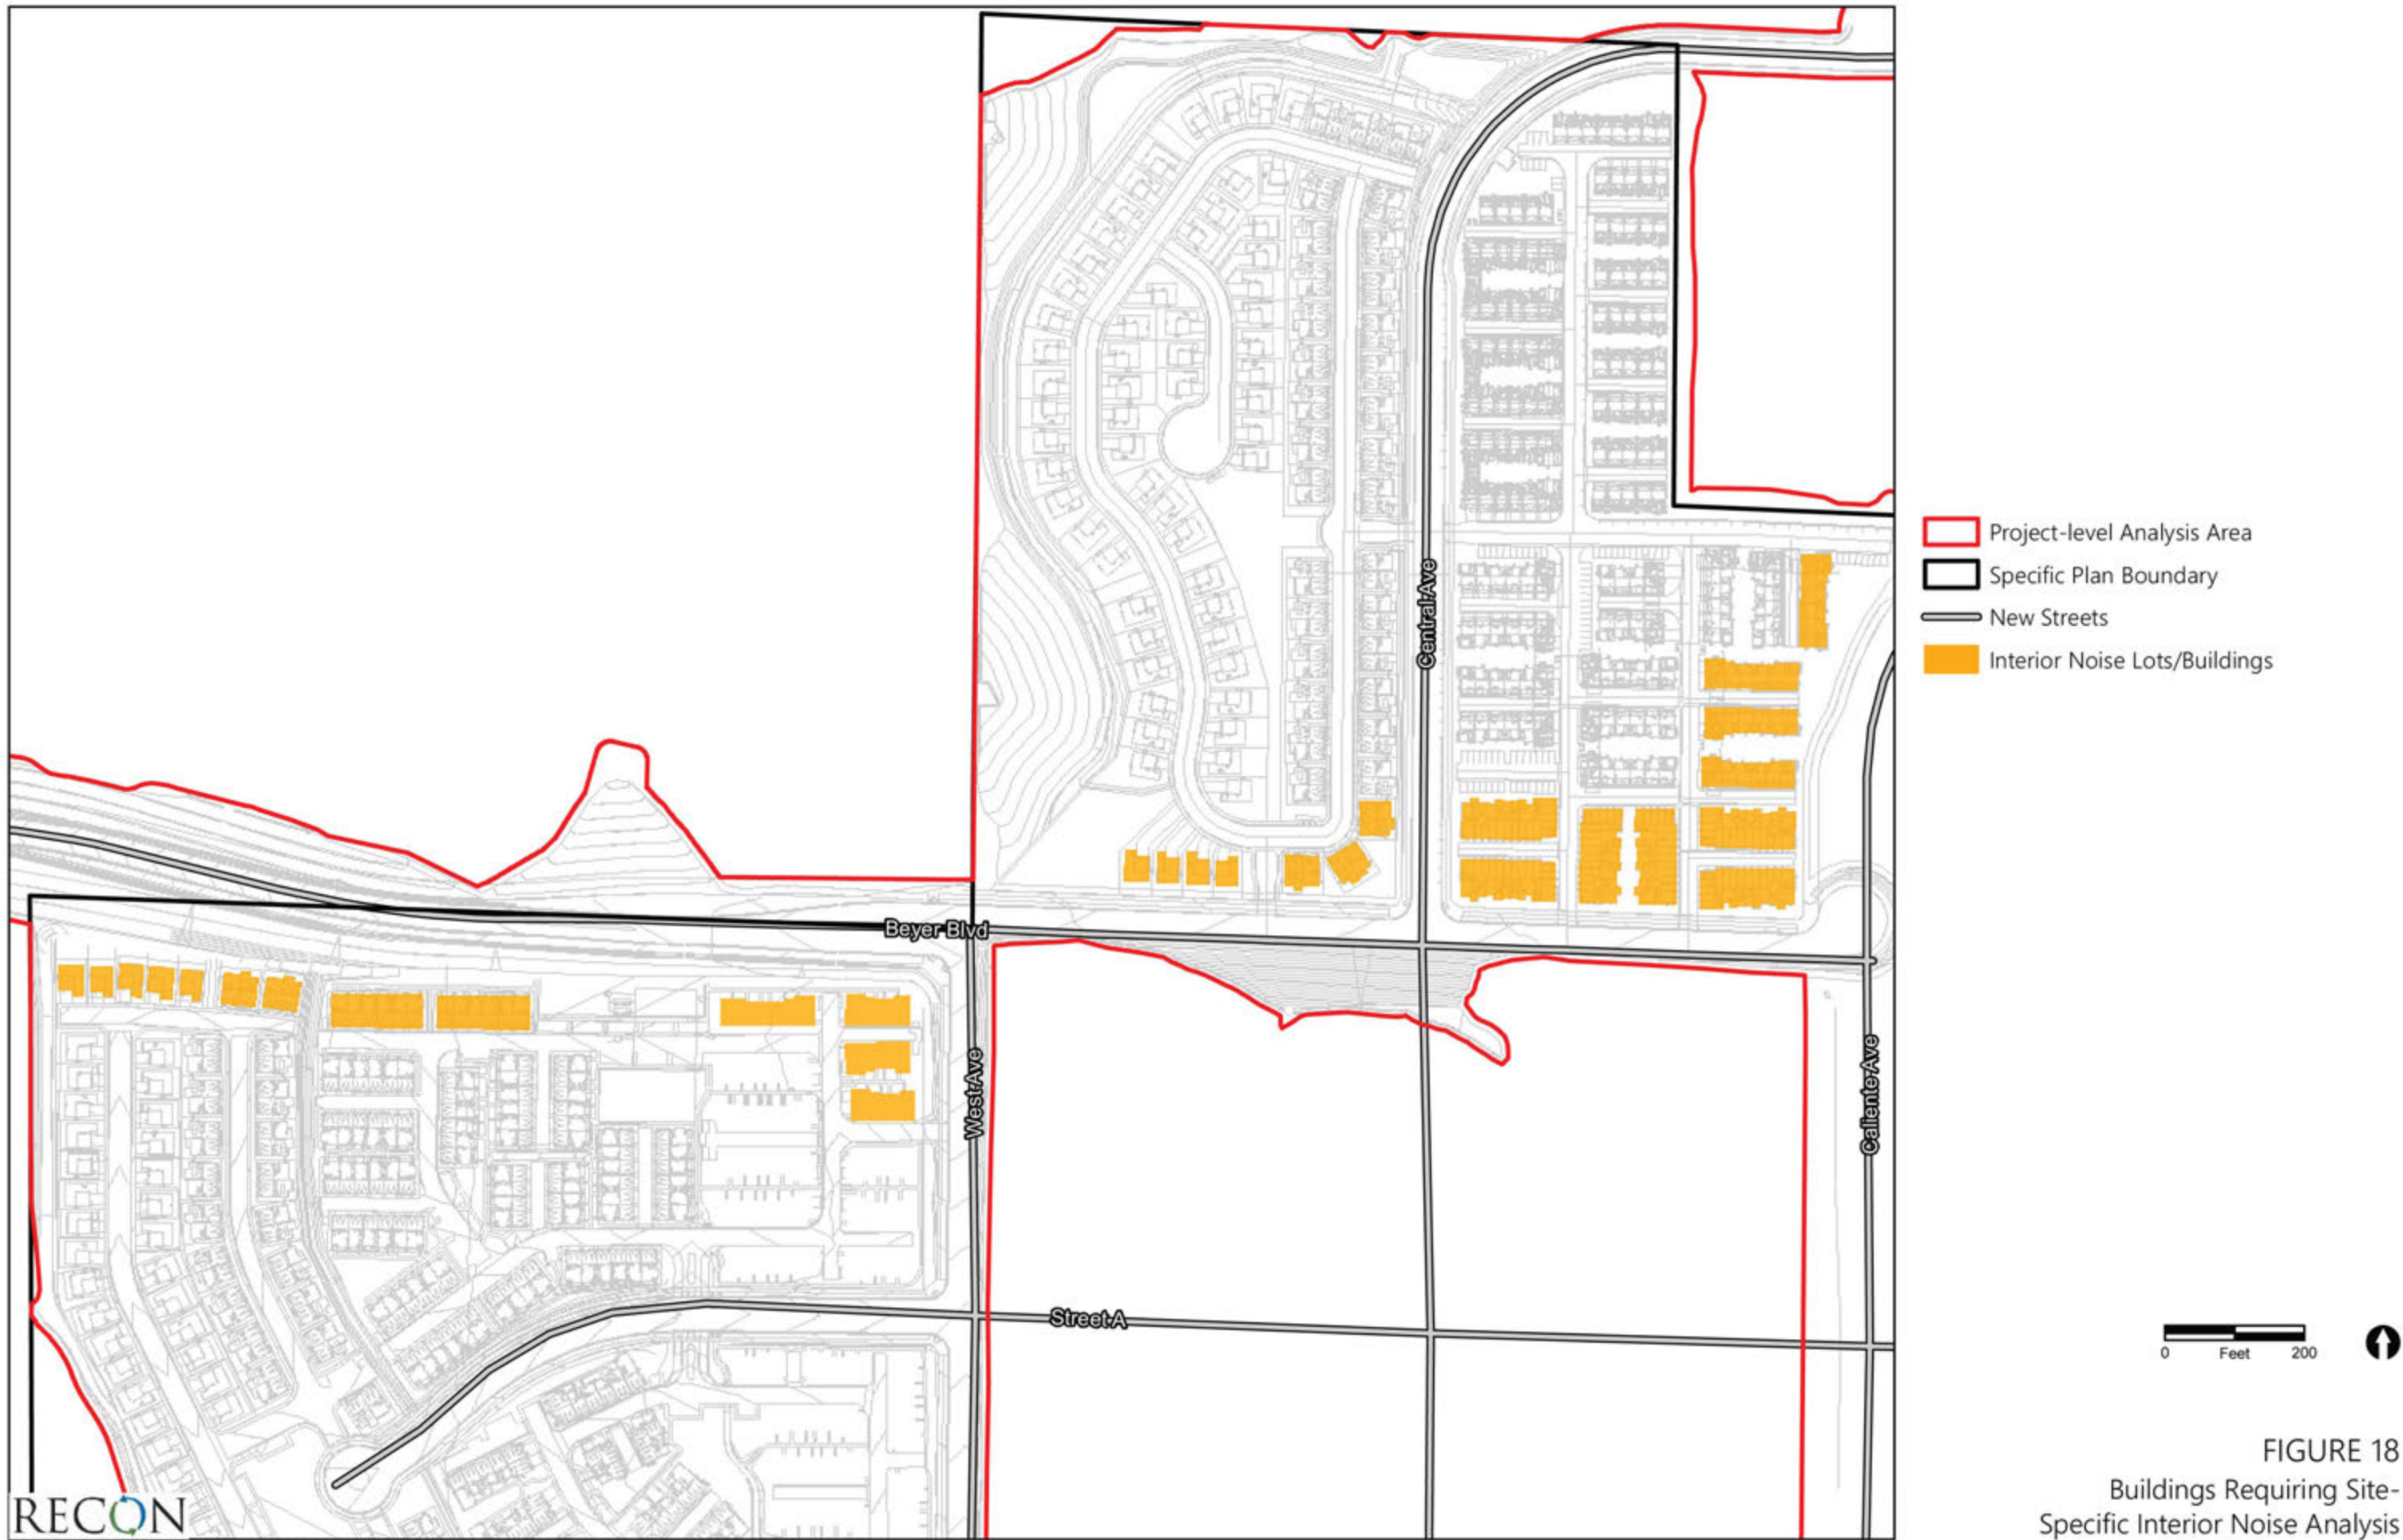 Central Ave
Project-level Analysis Area
Specific Plan Boundary
New Streets
Interior Noise Lots/Buildings
Beyer Blvd
West Ave
Caliente Ave
Street A
0 Feet 200
FIGURE 18
Buildings Requiring Site-
Specific Interior Noise Analysis
RECON